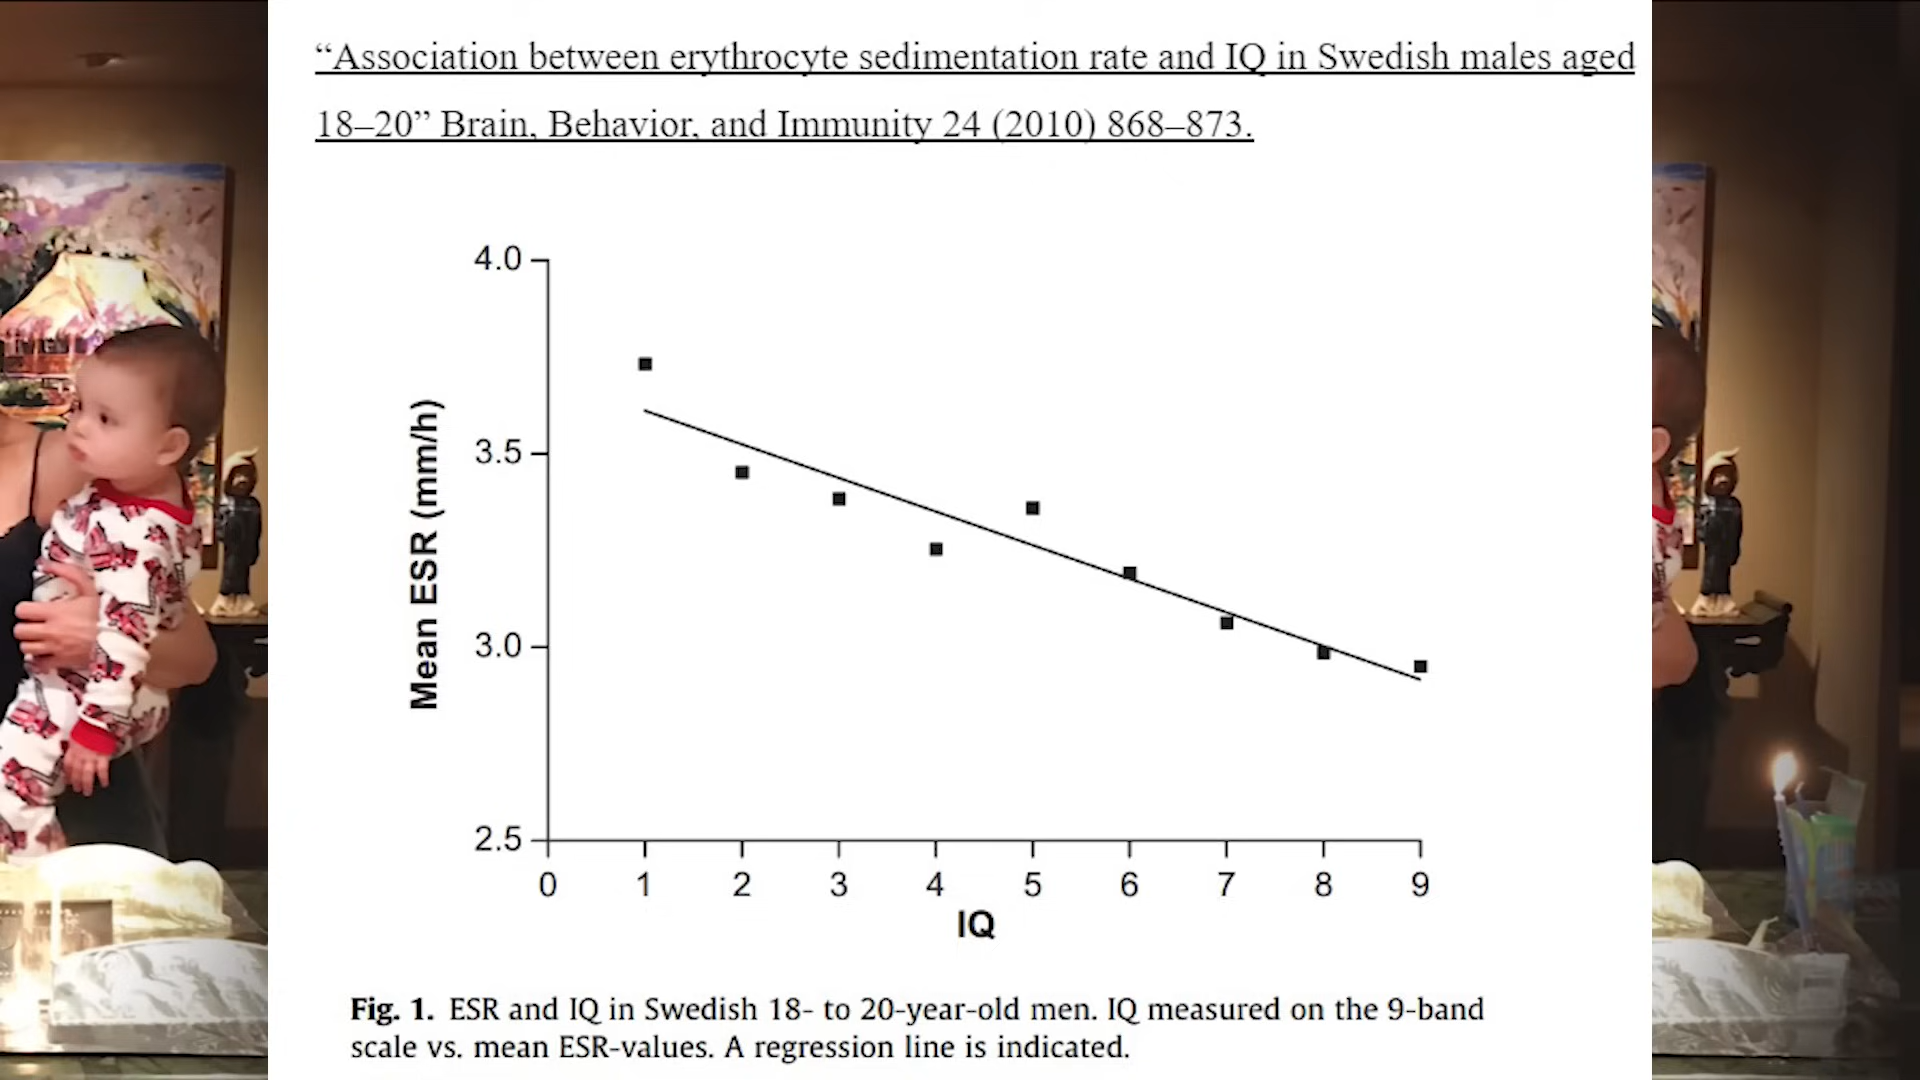 “Association between erythrocyte sedimentation rate and IQ in Swedish males aged
18–20” Brain, Behavior, and Immunity 24 (2010) 868–873.
4.0
3.5
3.0
2.5
Mean ESR (mm/h)
0 1 2 3 4 5 6 7 8 9
IQ
Fig. 1. ESR and IQ in Swedish 18- to 20-year-old men. IQ measured on the 9-band
scale vs. mean ESR-values. A regression line is indicated.